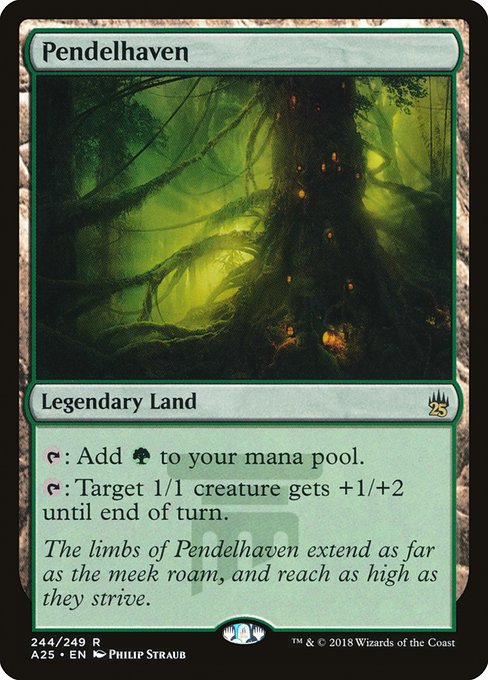 Pendelhaven
Legendary Land
25
: Add to your mana pool.
: Target 1/1 creature gets +1/+2
until end of turn.
The limbs of Pendelhaven extend as far
as the meek roam, and reach as high as
they strive.
244/249 R
A25 • EN Philip Straub
™ & © 2018 Wizards of the Coast